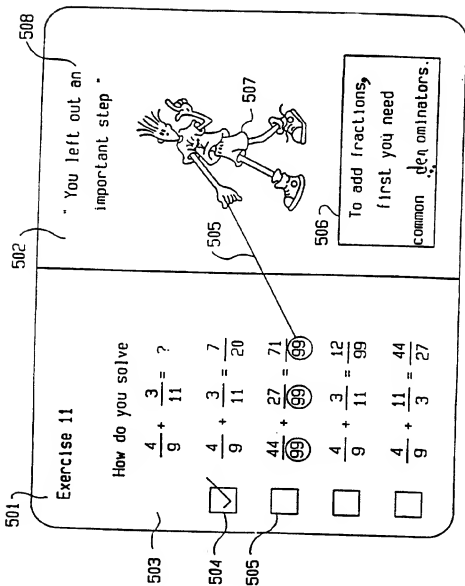 501
502
508
Exercise 11
How do you solve
503
4/9 + 3/11 = ?
504
4/9 + 3/11 = 7/20
505
44/99 + 27/99 = 71/99
4/9 + 3/11 = 12/99
4/9 + 11/3 = 44/27
" You left out an
important step "
505
507
506
To add fractions,
first you need
common denominators.